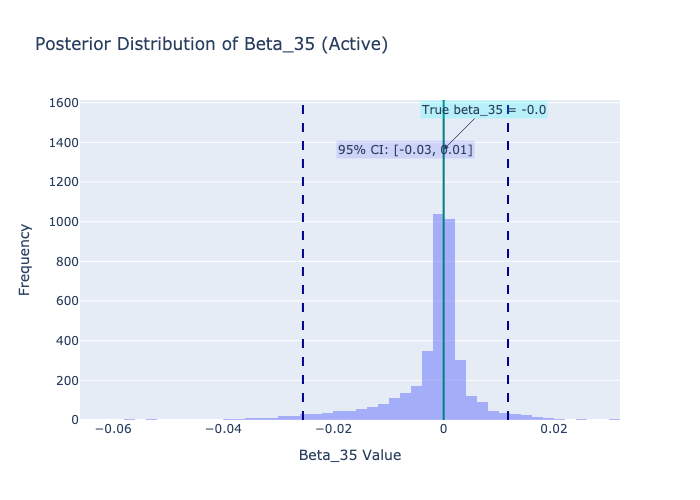 Posterior Distribution of Beta_35 (Active)
True beta_35 = -0.0
95% CI: [-0.03, 0.01]
1600
1400
1200
1000
800
600
400
200
0
Frequency
−0.06
−0.04
−0.02
0
0.02
Beta_35 Value